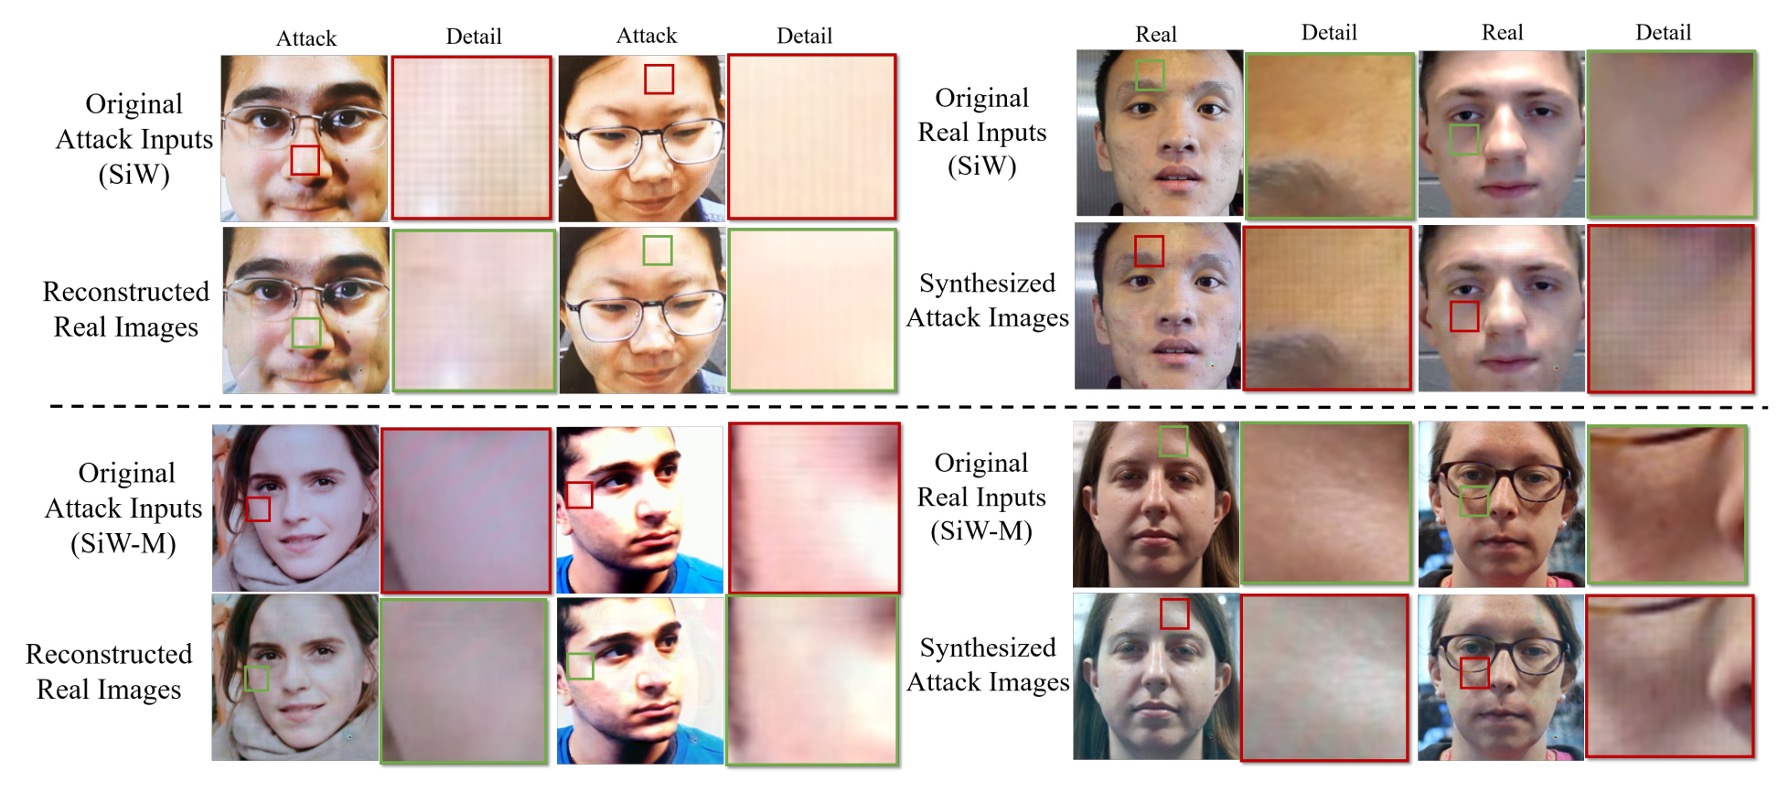 Attack Detail Attack Detail Real Detail Real Detail
Original
Attack Inputs
(SiW)
Original
Real Inputs
(SiW)
Reconstructed
Real Images
Synthesized
Attack Images
Original
Attack Inputs
(SiW-M)
Original
Real Inputs
(SiW-M)
Reconstructed
Real Images
Synthesized
Attack Images